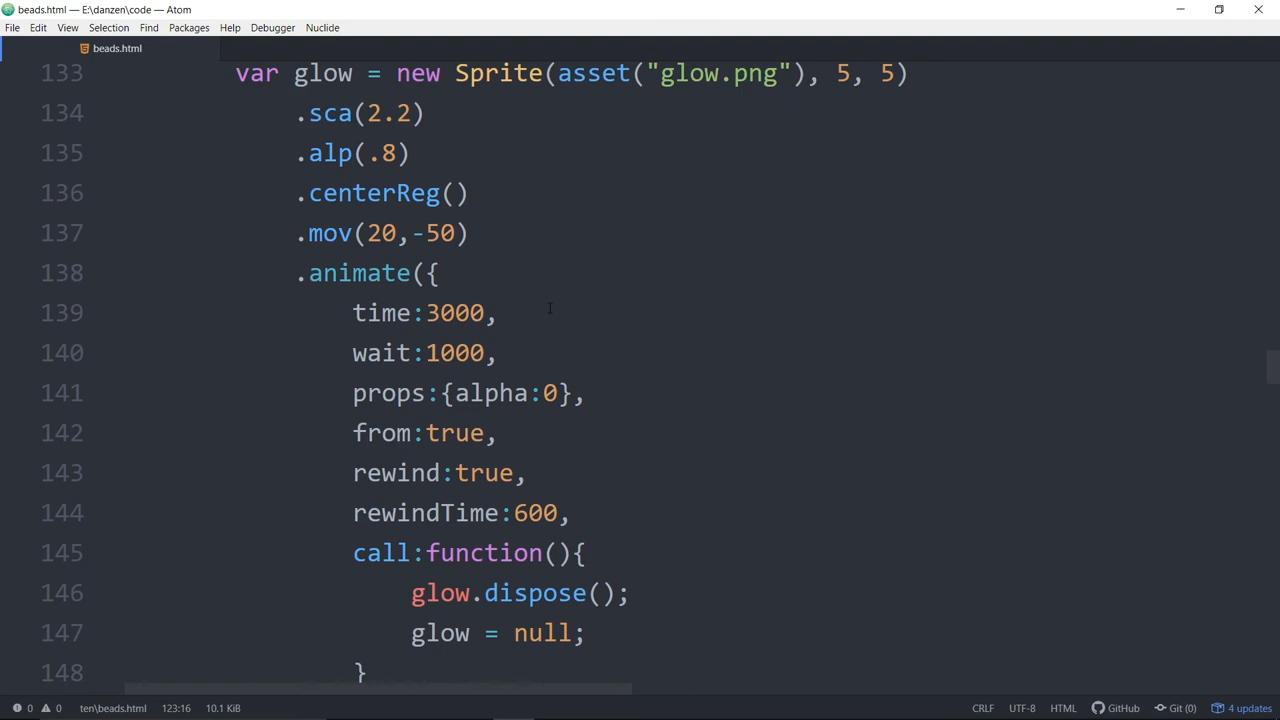 beads.html — E:\danzen\code — Atom
File Edit View Selection Find Packages Help Debugger Nuclide
beads.html
133 var glow = new Sprite(asset("glow.png"), 5, 5)
134 .sca(2.2)
135 .alp(.8)
136 .centerReg()
137 .mov(20,-50)
138 .animate({
139 time:3000,
140 wait:1000,
141 props:{alpha:0},
142 from:true,
143 rewind:true,
144 rewindTime:600,
145 call:function(){
146 glow.dispose();
147 glow = null;
148 }
0 0 ten\beads.html 123:16 10.1 KiB CRLF UTF-8 HTML GitHub Git (0) 4 updates